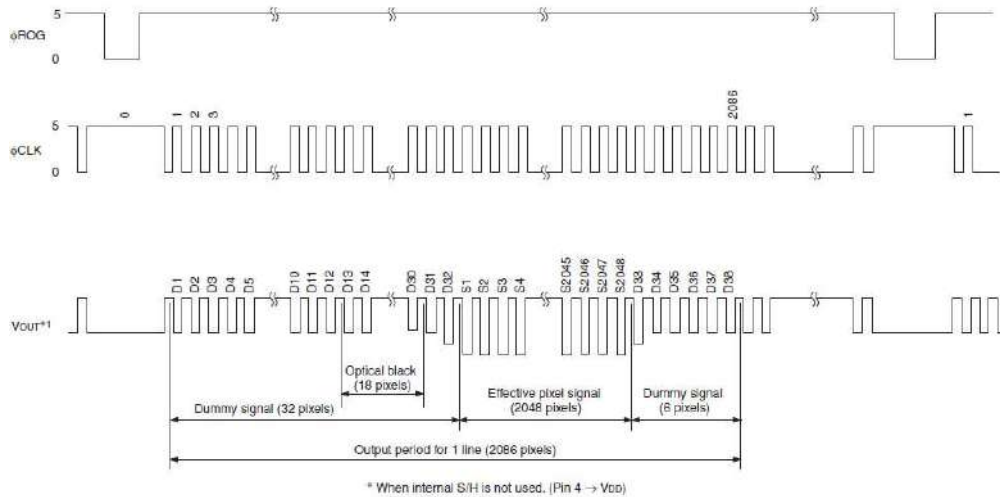 5
φROG
0
0 1 2 3 2086 1
5
φCLK
0
D1 D2 D3 D4 D5 D10 D11 D12 D13 D14 D30 D31 D32 S1 S2 S3 S4 S2045 S2046 S2047 S2048 D33 D34 D35 D36 D37 D38
VOUT*1
Optical black
(18 pixels)
Effective pixel signal
(2048 pixels)
Dummy signal
(6 pixels)
Dummy signal (32 pixels)
Output period for 1 line (2086 pixels)
* When internal S/H is not used. (Pin 4 → VDD)